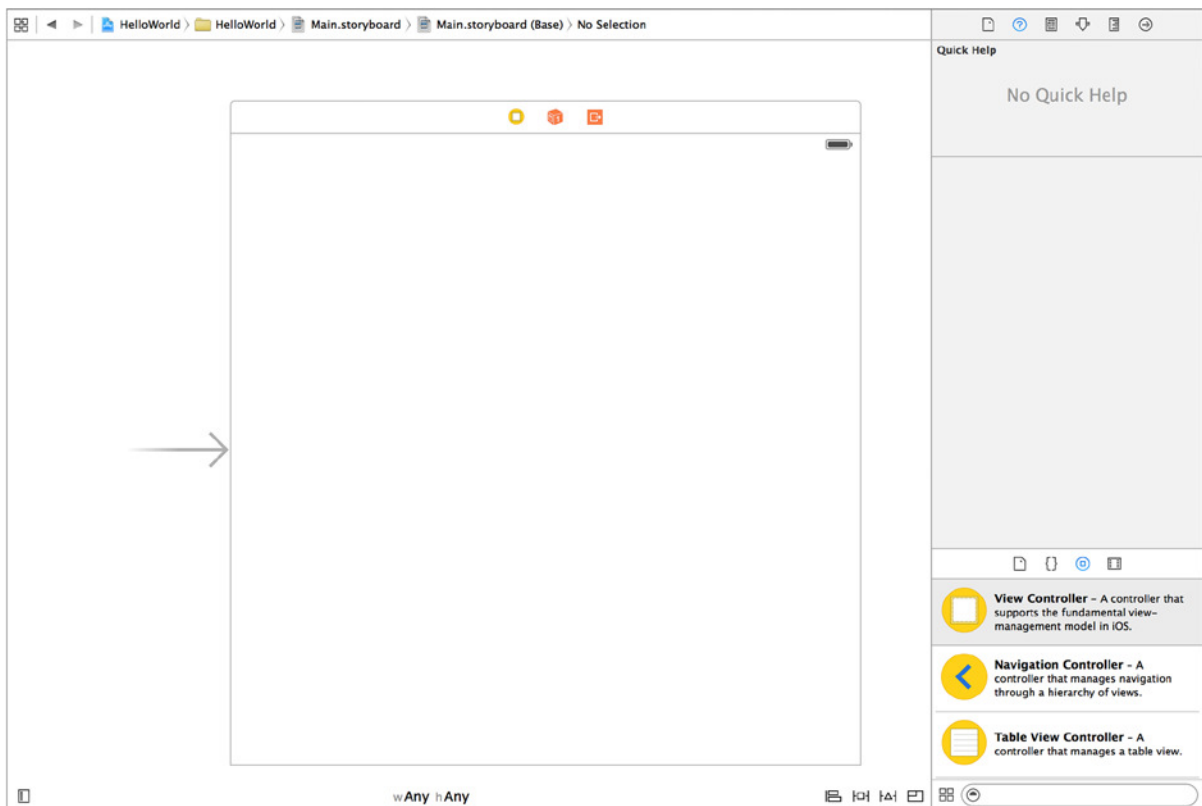 HelloWorld HelloWorld Main.storyboard Main.storyboard (Base) No Selection
Quick Help
No Quick Help
View Controller – A controller that
supports the fundamental view-
management model in iOS.
Navigation Controller – A
controller that manages navigation
through a hierarchy of views.
Table View Controller – A
controller that manages a table view.
wAny hAny